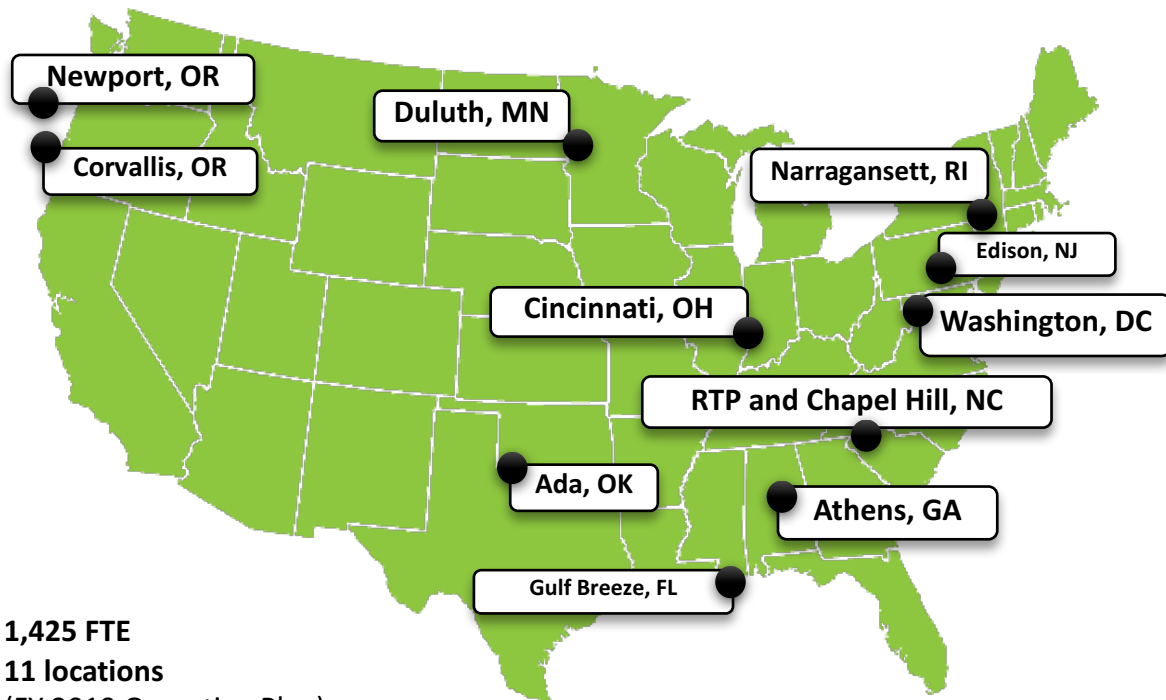 Newport, OR
Corvallis, OR
Duluth, MN
Narragansett, RI
Edison, NJ
Cincinnati, OH
Washington, DC
RTP and Chapel Hill, NC
Ada, OK
Athens, GA
Gulf Breeze, FL
1,425 FTE
11 locations